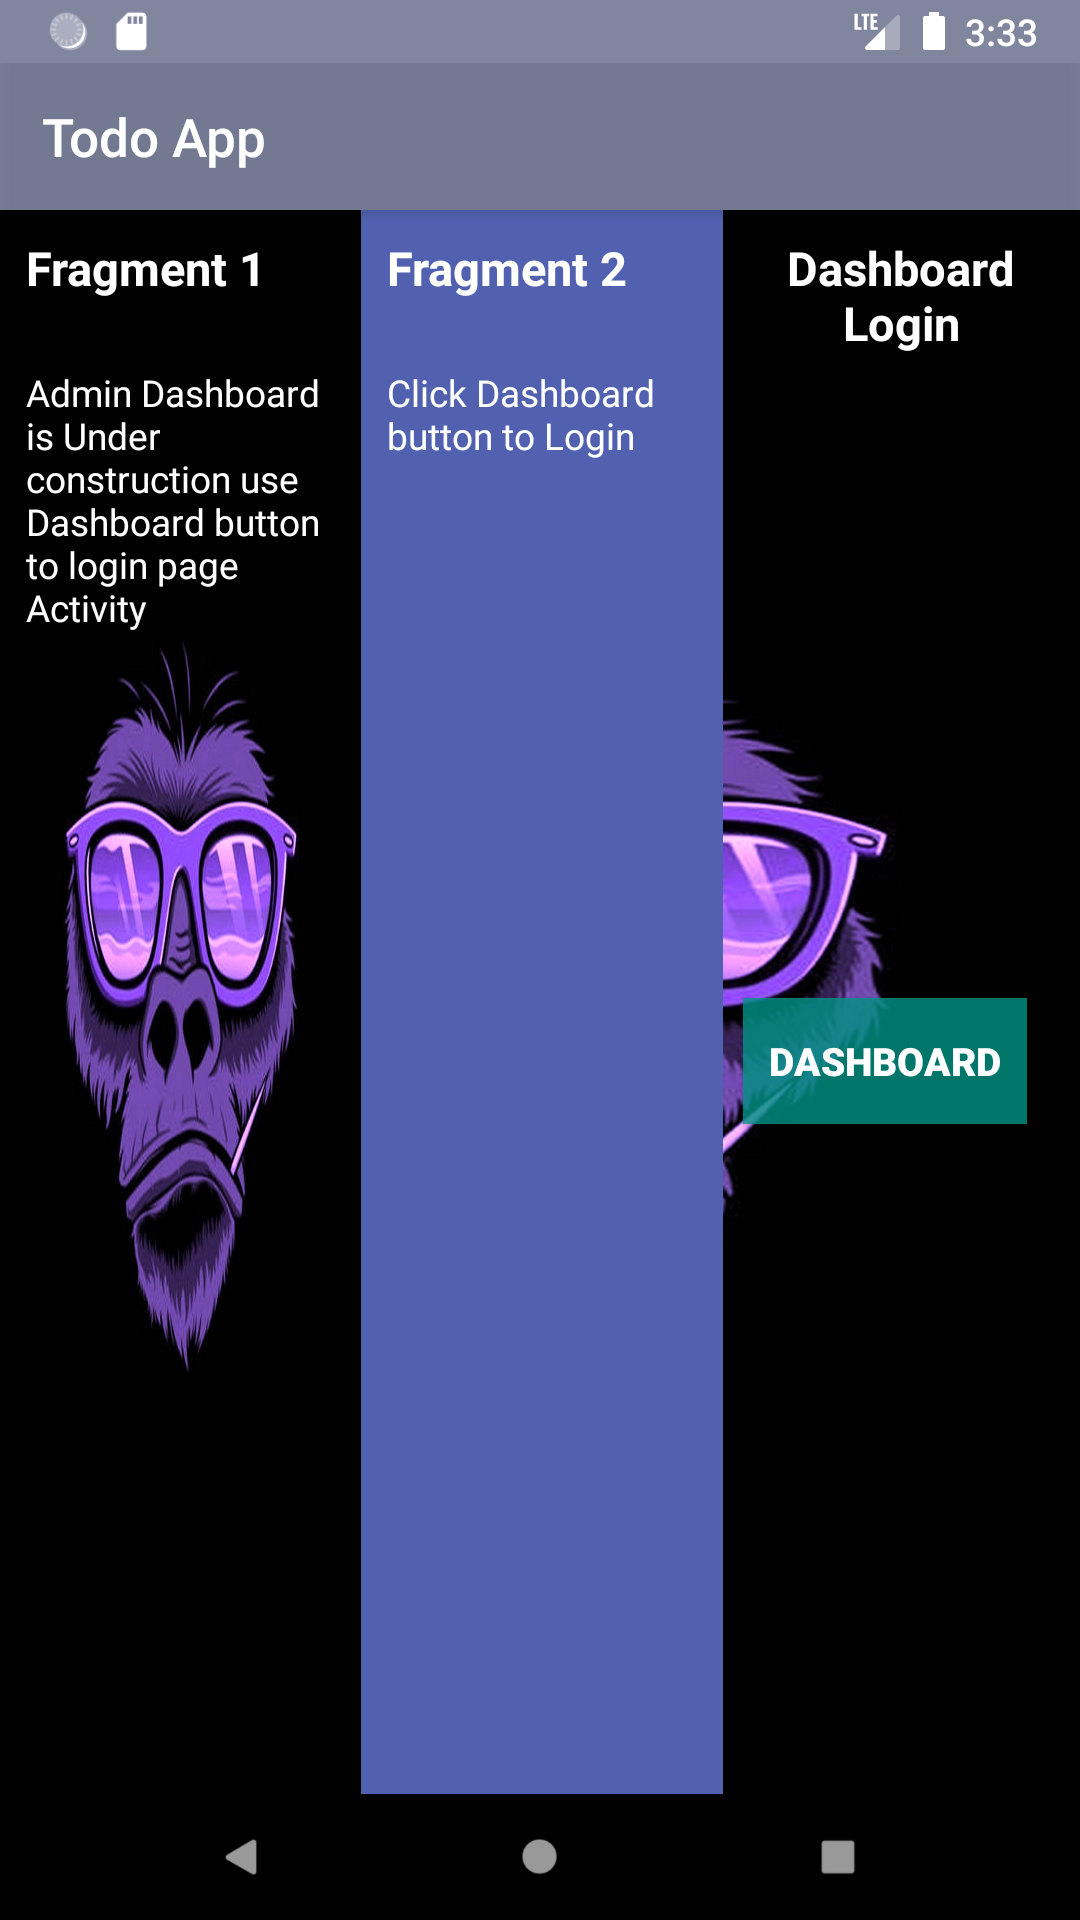 LTE 3:33
Todo App
Fragment 1
Admin Dashboard
is Under
construction use
Dashboard button
to login page
Activity
Fragment 2
Click Dashboard
button to Login
Dashboard
Login
DASHBOARD